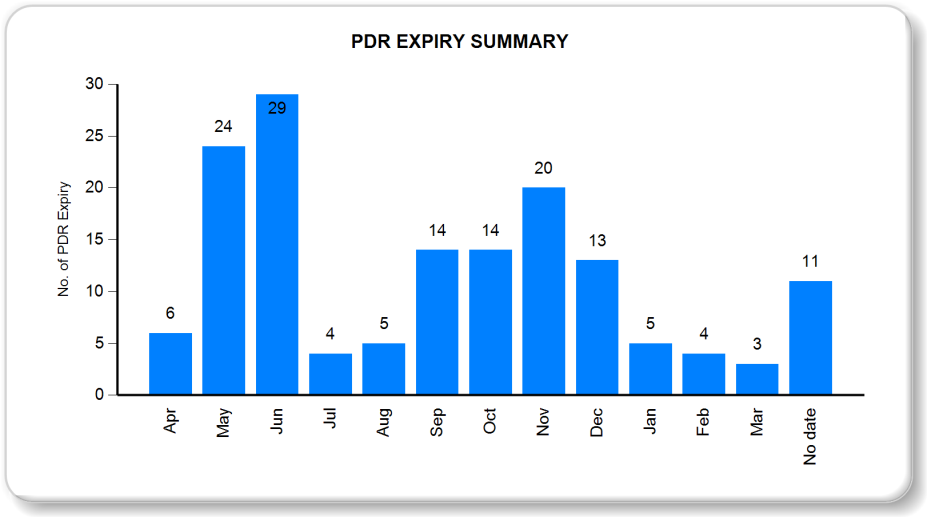 PDR EXPIRY SUMMARY
No. of PDR Expiry
30
25
20
15
10
5
0
6
24
29
4
5
14
14
20
13
5
4
3
11
Apr
May
Jun
Jul
Aug
Sep
Oct
Nov
Dec
Jan
Feb
Mar
No date